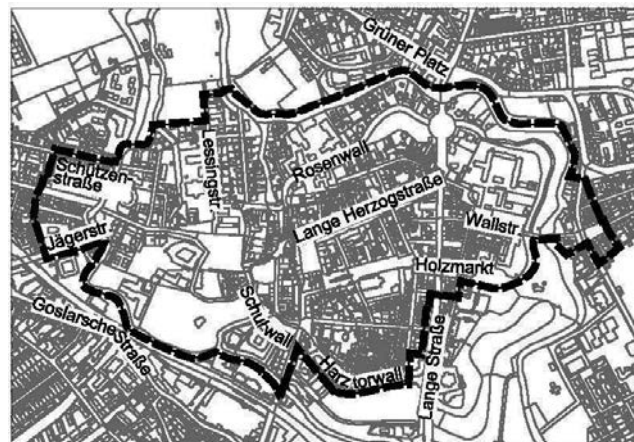 Grüner Platz
Rosenwall
Lessingstr.
Schützen-
straße
Lange Herzogstraße
Wallstr.
Jägerstr.
Holzmarkt
Goslarsche Straße
Schulwall
Harztorwall
Lange Straße